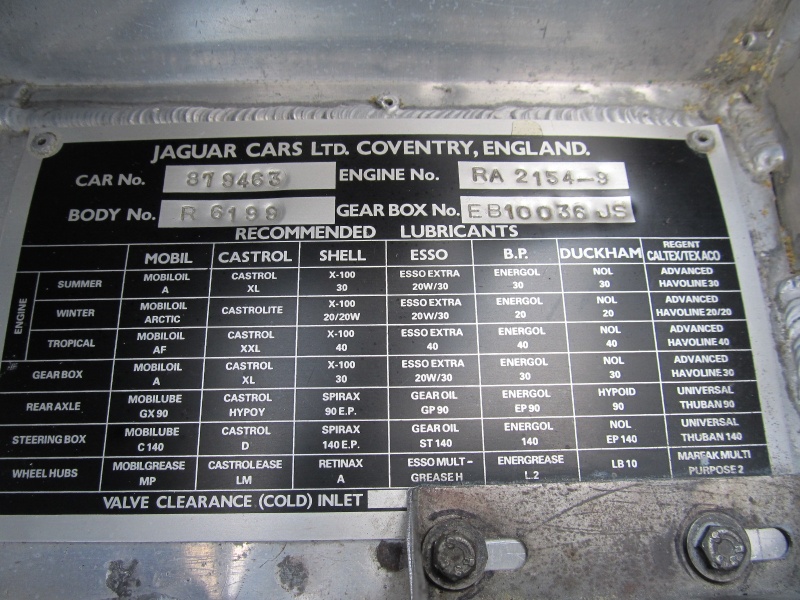 JAGUAR CARS LTD. COVENTRY, ENGLAND.
CAR No. 879463 ENGINE No. RA 2154-9
BODY No. R 6199 GEAR BOX No. EB10036 JS
RECOMMENDED LUBRICANTS
MOBIL CASTROL SHELL ESSO B.P. DUCKHAM REGENT CALTEX/TEXACO
ENGINE
SUMMER MOBILOIL A CASTROL XL X-100 30 ESSO EXTRA 20W/30 ENERGOL 30 NOL 30 ADVANCED HAVOLINE 30
WINTER MOBILOIL ARCTIC CASTROLITE X-100 20/20W ESSO EXTRA 20W/30 ENERGOL 20 NOL 20 ADVANCED HAVOLINE 20/20
TROPICAL MOBILOIL AF CASTROL XXL X-100 40 ESSO EXTRA 40 ENERGOL 40 NOL 40 ADVANCED HAVOLINE 40
GEAR BOX MOBILOIL A CASTROL XL X-100 30 ESSO EXTRA 20W/30 ENERGOL 30 NOL 30 ADVANCED HAVOLINE 30
REAR AXLE MOBILUBE GX 90 CASTROL HYPOY SPIRAX 90 E.P. GEAR OIL GP 90 ENERGOL EP 90 HYPOID 90 UNIVERSAL THUBAN 90
STEERING BOX MOBILUBE C 140 CASTROL D SPIRAX 140 E.P. GEAR OIL ST 140 ENERGOL 140 NOL EP 140 UNIVERSAL THUBAN 140
WHEEL HUBS MOBILGREASE MP CASTROLEASE LM RETINAX A ESSO MULT- GREASE H ENERGREASE L.2 LB 10 MARFAK MULTI PURPOSE 2
VALVE CLEARANCE (COLD) INLET